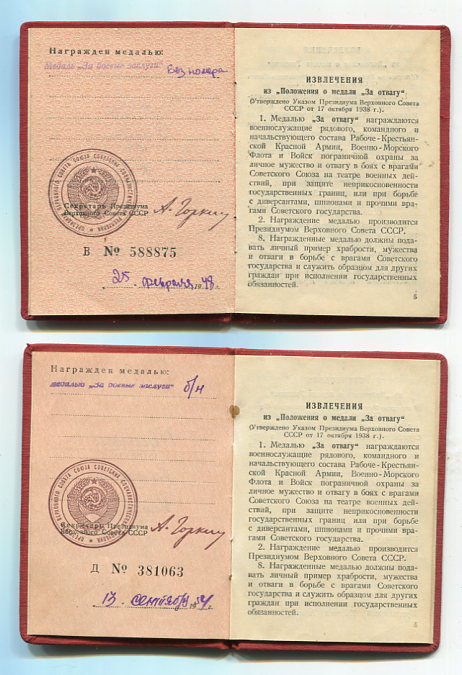 Награжден медалью:
Медаль „За боевые заслуги"
Без номера
Секретарь Президиума
Верховного Совета СССР
А. Горкин
В № 588875
25 февраля 1948
ИЗВЛЕЧЕНИЯ
из „Положения о медали „За отвагу"
(Утверждено Указом Президиума Верховного Совета
СССР от 17 октября 1938 г.).
1. Медалью „За отвагу" награждаются
военнослужащие рядового, командного и
начальствующего состава Рабоче-Крестьян-
ской Красной Армии, Военно-Морского
Флота и Войск пограничной охраны за
личное мужество и отвагу в боях с врагами
Советского Союза на театре военных дей-
ствий, при защите неприкосновенности
государственных границ, или при борьбе с
диверсантами, шпионами и прочими врагами
Советского государства.
2. Награждение медалью производится
Президиумом Верховного Совета СССР.
8. Награжденные медалью должны пода-
вать личный пример храбрости, мужества
и отваги в борьбе с врагами Советского
государства и служить образцом для других
граждан при исполнении государственных
обязанностей.
5
Награжден медалью:
медалью „За боевые заслуги" б/н
Секретарь Президиума
Верховного Совета СССР
А. Горкин
Д № 381063
13 сентября
ИЗВЛЕЧЕНИЯ
из „Положения о медали „За отвагу"
(Утверждено Указом Президиума Верховного Совета
СССР от 17 октября 1938 г.).
1. Медалью „За отвагу" награждаются
военнослужащие рядового, командного и
начальствующего состава Рабоче-Крестьян-
ской Красной Армии, Военно-Морского
Флота и Войск пограничной охраны за
личное мужество и отвагу в боях с врагами
Советского Союза на театре военных дей-
ствий, при защите неприкосновенности
государственных границ, или при борьбе с
диверсантами, шпионами и прочими врагами
Советского государства.
2. Награждение медалью производится
Президиумом Верховного Совета СССР.
8. Награжденные медалью должны пода-
вать личный пример храбрости, мужества
и отваги в борьбе с врагами Советского
государства и служить образцом для других
граждан при исполнении государственных
обязанностей.
5